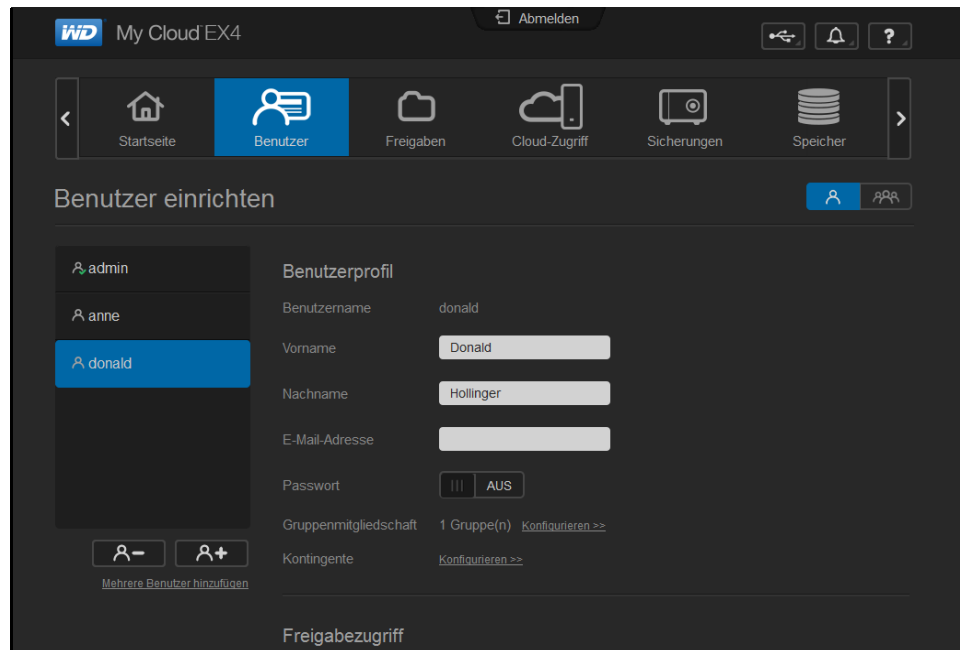 WD My Cloud EX4
Abmelden
?
Startseite
Benutzer
Freigaben
Cloud-Zugriff
Sicherungen
Speicher
Benutzer einrichten
admin
anne
donald
Mehrere Benutzer hinzufügen
Benutzerprofil
Benutzername donald
Vorname Donald
Nachname Hollinger
E-Mail-Adresse
Passwort AUS
Gruppenmitgliedschaft 1 Gruppe(n) Konfigurieren >>
Kontingente Konfigurieren >>
Freigabezugriff